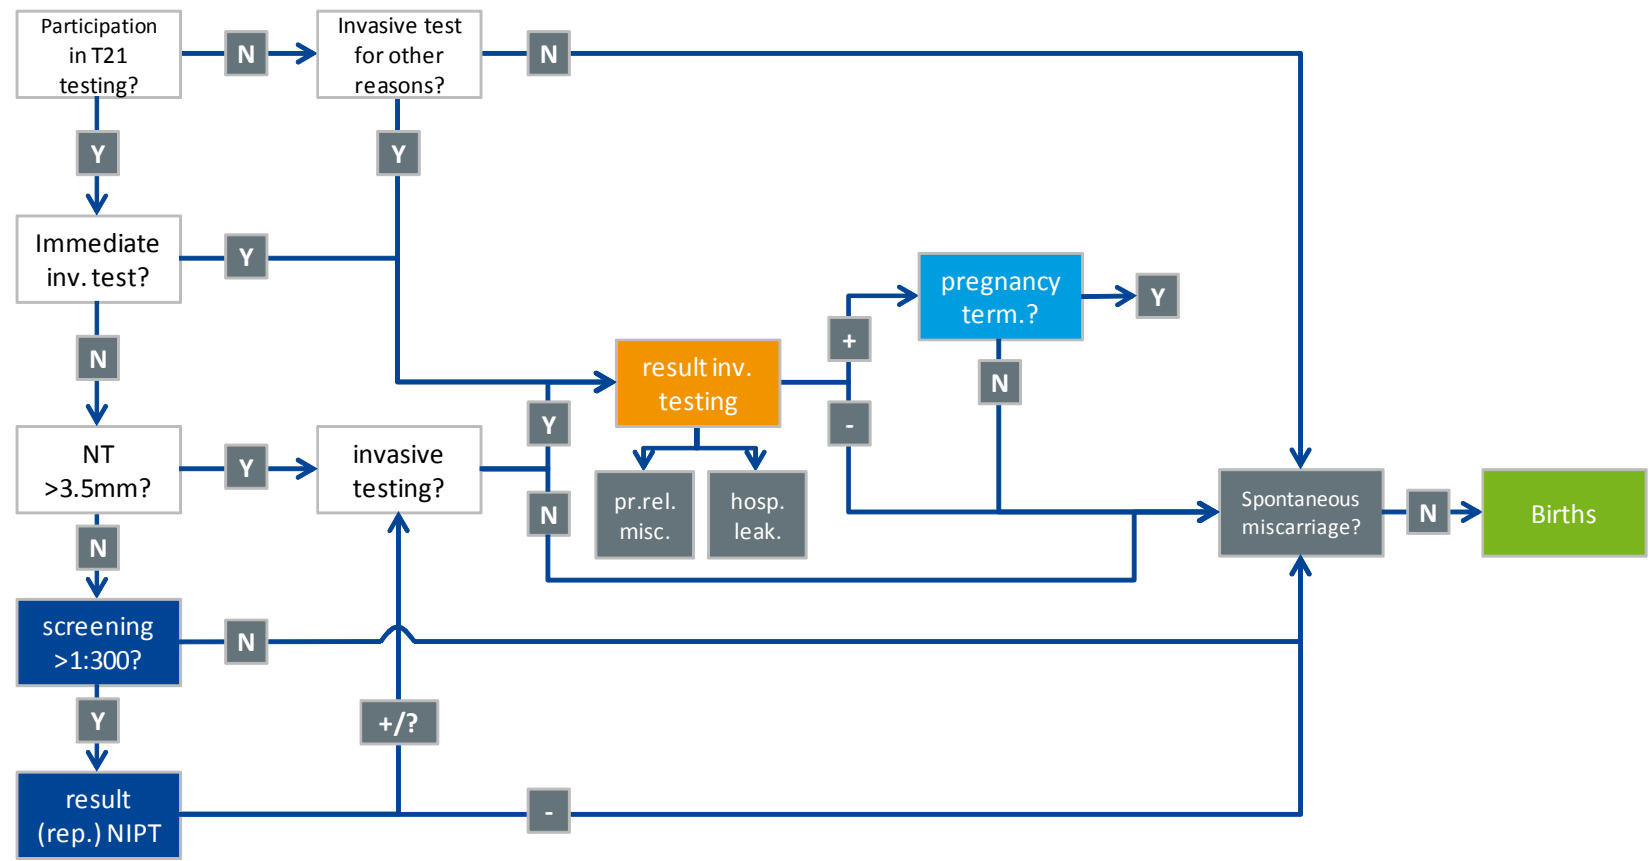 Participation
in T21
testing?
N
Invasive test
for other
reasons?
N
Y
Y
Immediate
inv. test?
Y
pregnancy
term.?
Y
N
+
result inv.
testing
N
Y
-
NT
>3.5mm?
Y
invasive
testing?
N
pr.rel.
misc.
hosp.
leak.
Spontaneous
miscarriage?
N
Births
N
screening
>1:300?
N
Y
+/?
result
(rep.) NIPT
-